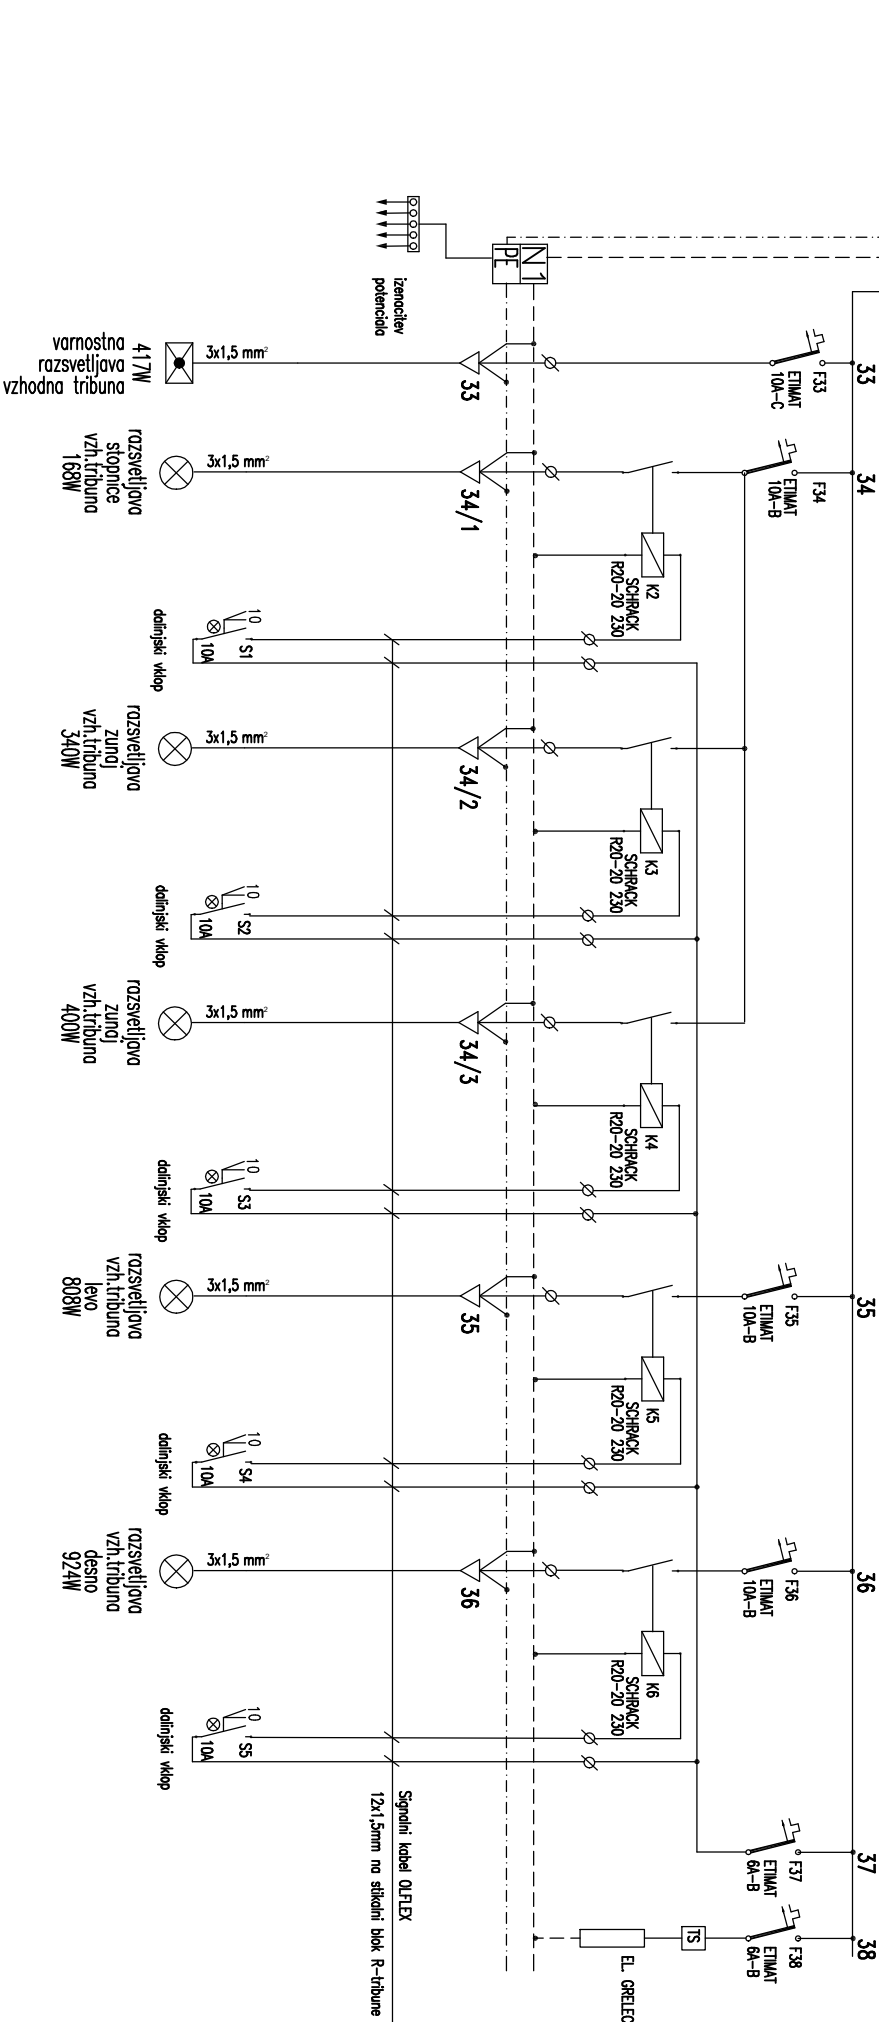 33
F33
ETIMAT
10A-C
34
F34
ETIMAT
10A-B
35
F35
ETIMAT
10A-B
36
F36
ETIMAT
10A-B
37
F37
ETIMAT
6A-B
38
F38
ETIMAT
6A-B
K2
SCHRACK
R20-20 230
K3
SCHRACK
R20-20 230
K4
SCHRACK
R20-20 230
K5
SCHRACK
R20-20 230
K6
SCHRACK
R20-20 230
TS
EL. GRELEC
N1
PE
izenacitev
potenciala
33
34/1
34/2
34/3
35
36
Signalni kabel OLFLEX
12x1,5mm na stikalni blok R-tribune
3x1,5 mm²
3x1,5 mm²
3x1,5 mm²
3x1,5 mm²
3x1,5 mm²
3x1,5 mm²
10
S1
10A
dalinjski vklop
10
S2
10A
dalinjski vklop
10
S3
10A
dalinjski vklop
10
S4
10A
dalinjski vklop
10
S5
10A
dalinjski vklop
417W
varnostna
razsvetljava
vzhodna tribuna
razsvetljava
stopnice
vzh.tribuna
168W
razsvetljava
zunaj
vzh.tribuna
340W
razsvetljava
zunaj
vzh.tribuna
400W
razsvetljava
vzh.tribuna
levo
808W
razsvetljava
vzh.tribuna
desno
924W